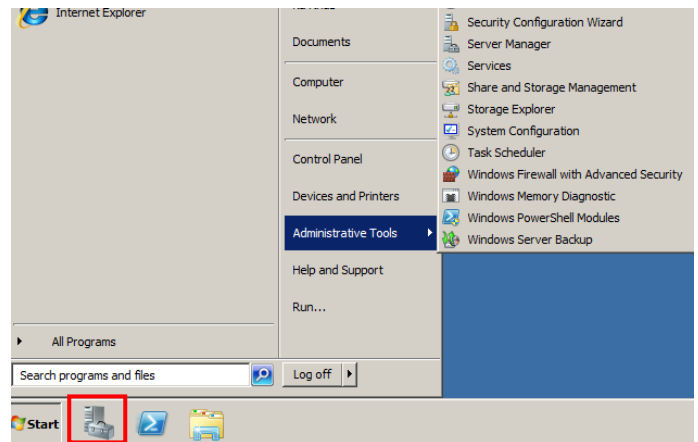 Internet Explorer
Documents
Computer
Network
Control Panel
Devices and Printers
Administrative Tools
Help and Support
Run...
Security Configuration Wizard
Server Manager
Services
Share and Storage Management
Storage Explorer
System Configuration
Task Scheduler
Windows Firewall with Advanced Security
Windows Memory Diagnostic
Windows PowerShell Modules
Windows Server Backup
All Programs
Search programs and files
Log off
Start